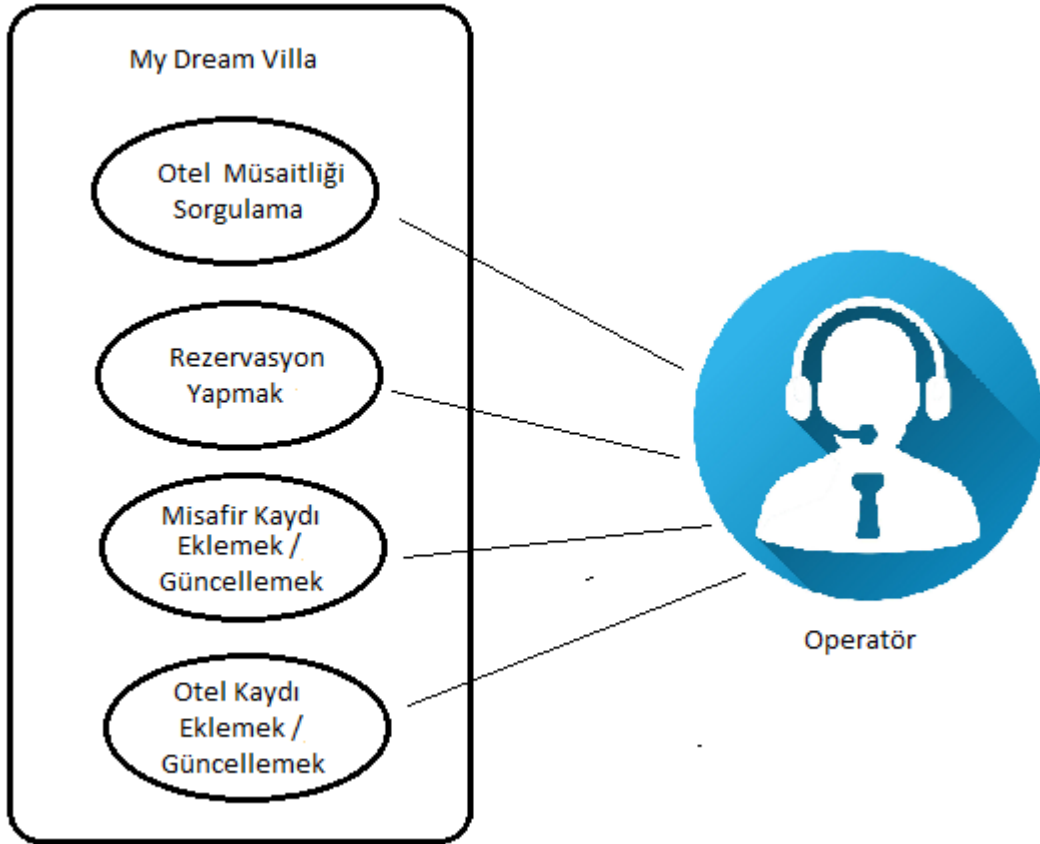 My Dream Villa
Otel Müsaitliği
Sorgulama
Rezervasyon
Yapmak
Misafir Kaydı
Eklemek /
Güncellemek
Otel Kaydı
Eklemek /
Güncellemek
Operatör